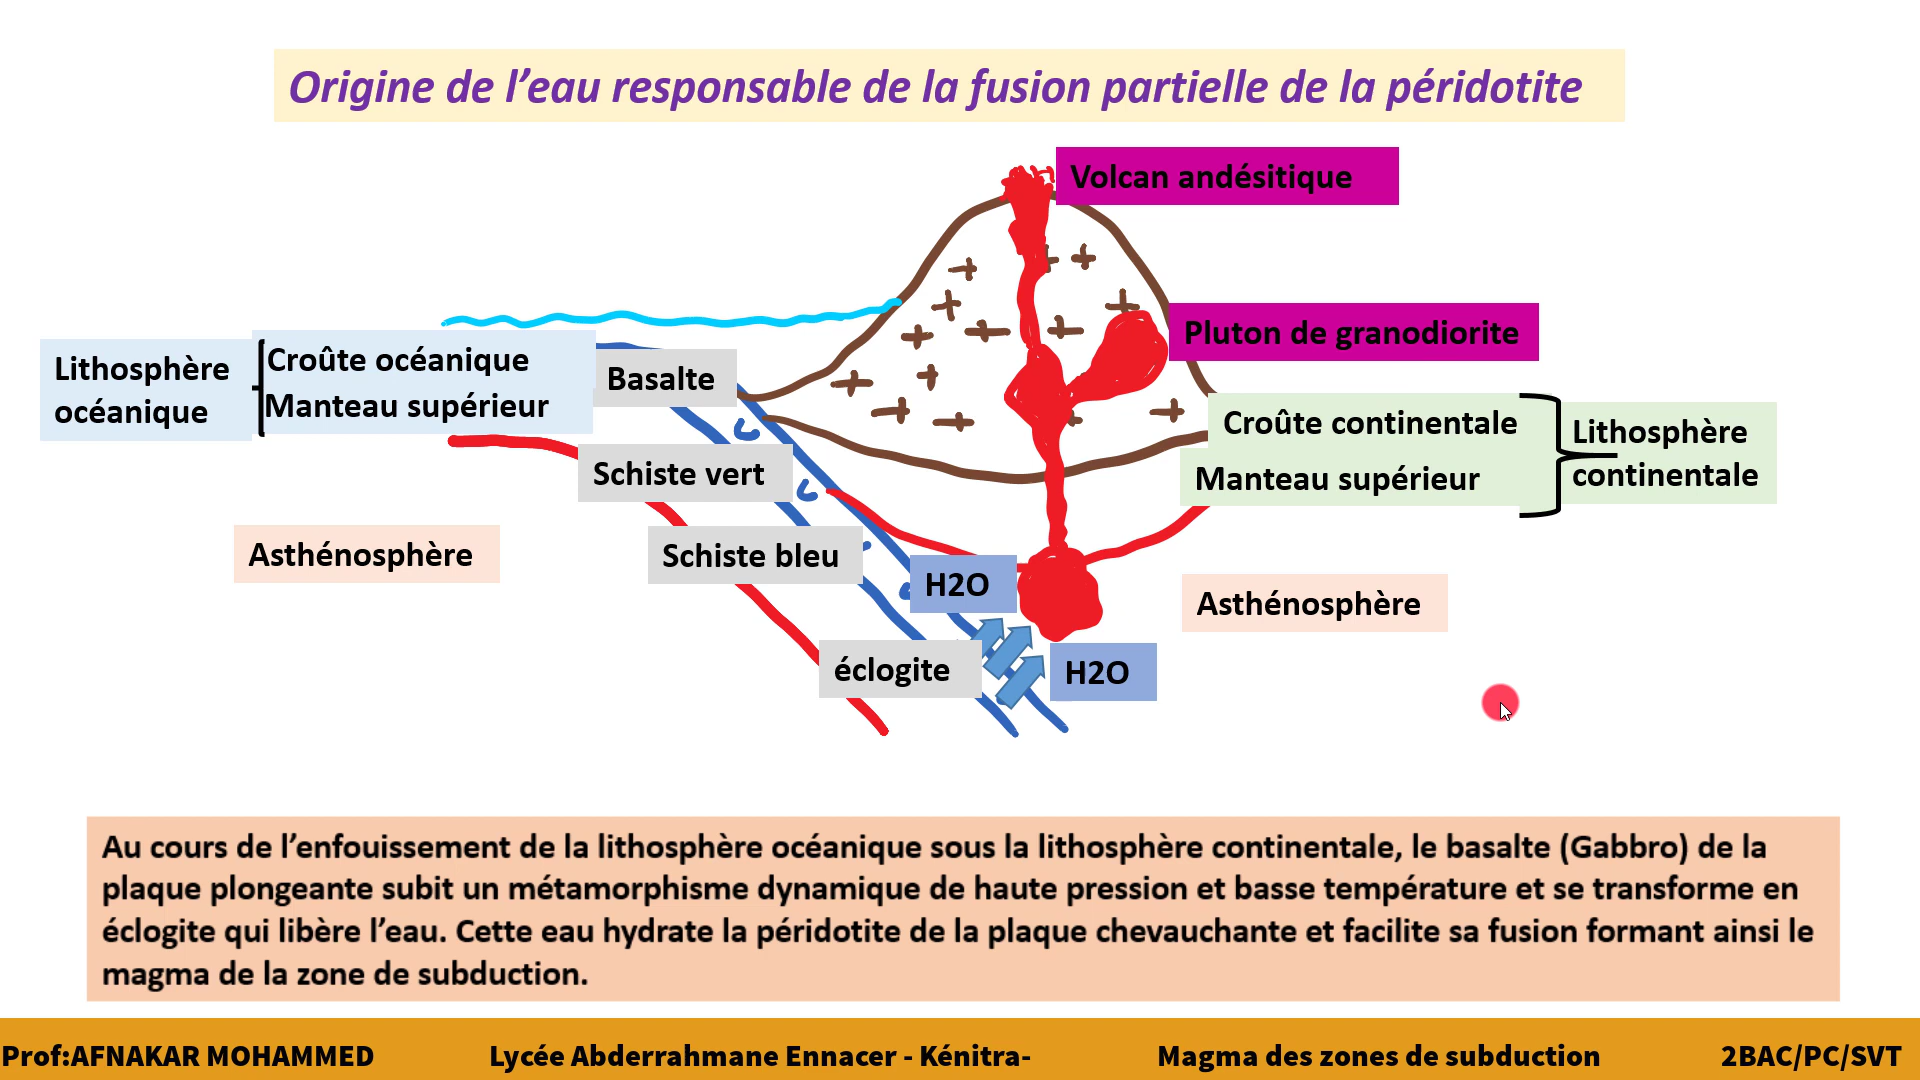 Origine de l’eau responsable de la fusion partielle de la péridotite
Volcan andésitique
Pluton de granodiorite
Lithosphère
océanique
Croûte océanique
Manteau supérieur
Basalte
Croûte continentale
Manteau supérieur
Lithosphère
continentale
Schiste vert
Asthénosphère
Schiste bleu
H2O
Asthénosphère
éclogite
H2O
Au cours de l’enfouissement de la lithosphère océanique sous la lithosphère continentale, le basalte (Gabbro) de la
plaque plongeante subit un métamorphisme dynamique de haute pression et basse température et se transforme en
éclogite qui libère l’eau. Cette eau hydrate la péridotite de la plaque chevauchante et facilite sa fusion formant ainsi le
magma de la zone de subduction.
Prof:AFNAKAR MOHAMMED Lycée Abderrahmane Ennacer - Kénitra- Magma des zones de subduction 2BAC/PC/SVT